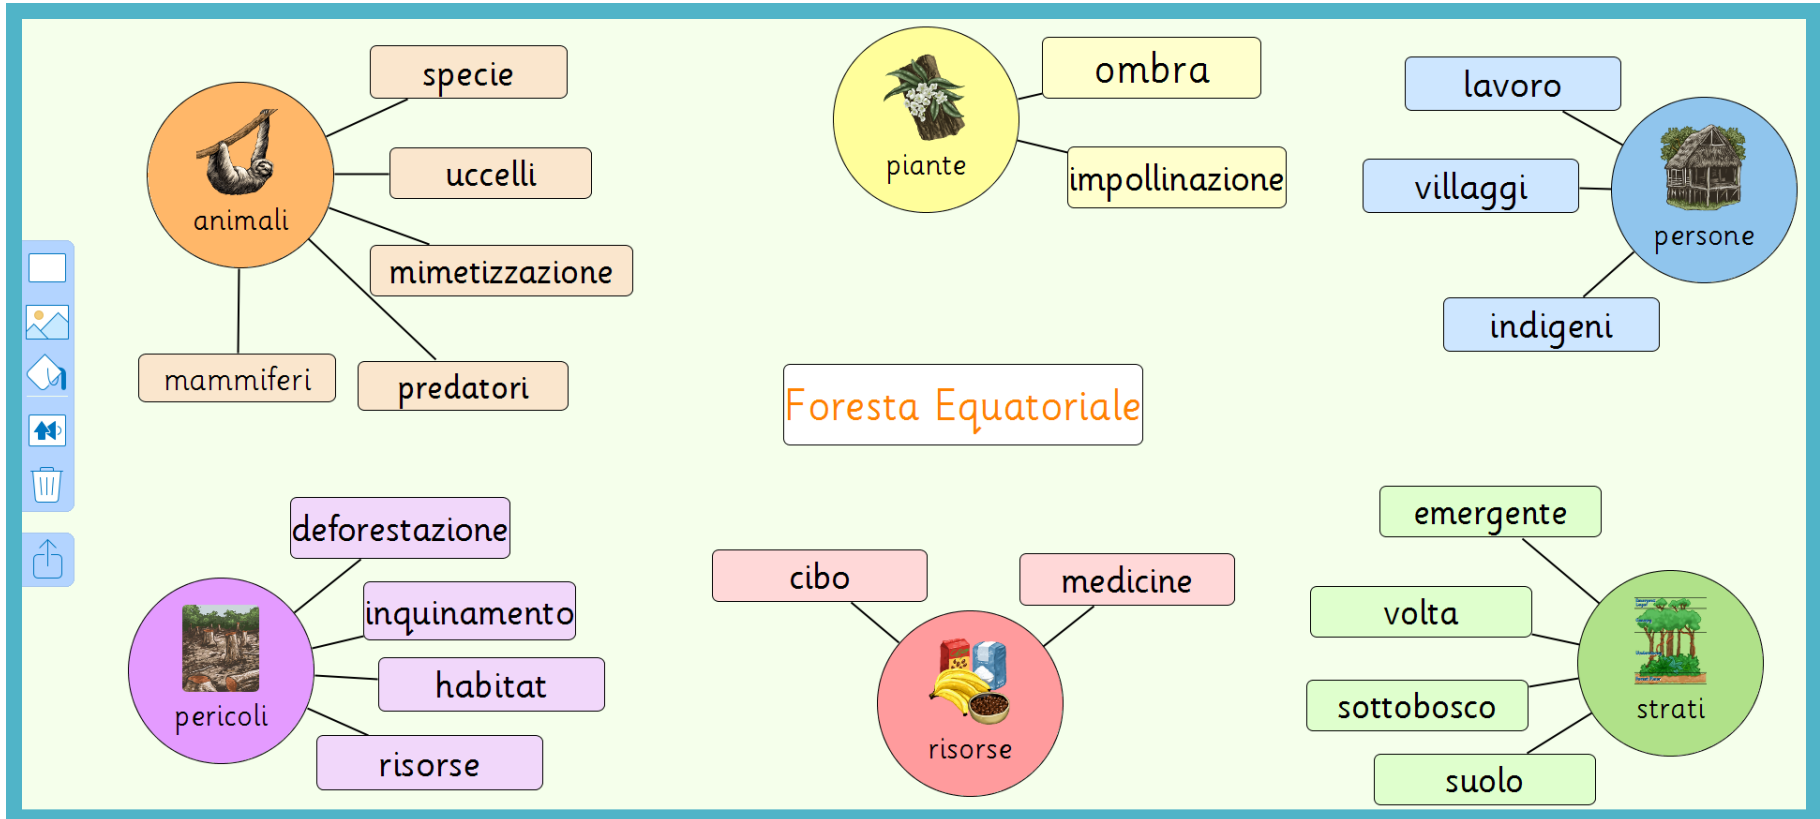 specie
uccelli
animali
mimetizzazione
mammiferi
predatori
ombra
piante
impollinazione
lavoro
villaggi
persone
indigeni
Foresta Equatoriale
deforestazione
inquinamento
habitat
pericoli
risorse
cibo
medicine
risorse
emergente
volta
sottobosco
strati
suolo